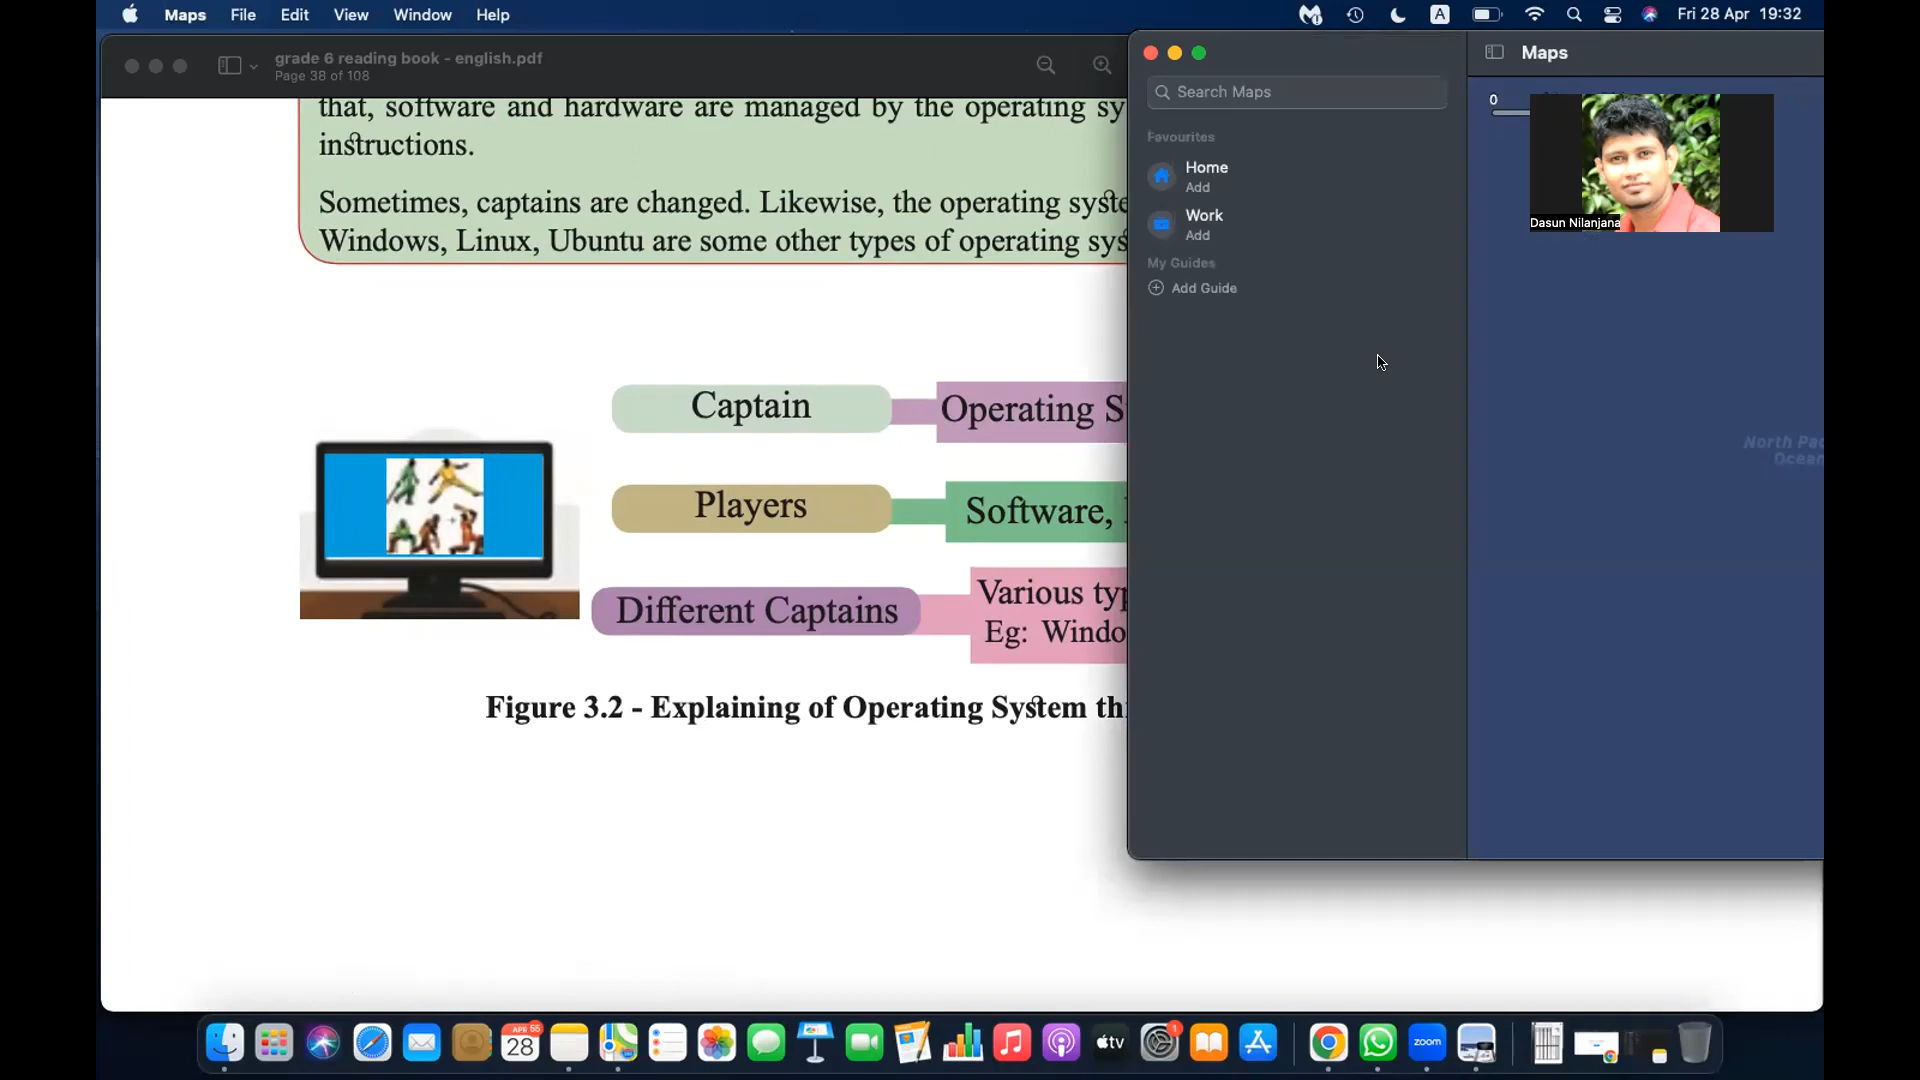 Maps File Edit View Window Help
A
Fri 28 Apr 19:32
grade 6 reading book - english.pdf
Page 38 of 108
that, software and hardware are managed by the operating sy
instructions.
Sometimes, captains are changed. Likewise, the operating syste
Windows, Linux, Ubuntu are some other types of operating sys
Captain
Operating S
Players
Software,
Different Captains
Various typ
Eg: Windo
Figure 3.2 - Explaining of Operating System th
Search Maps
Favourites
Home
Add
Work
Add
My Guides
Add Guide
Maps
0
Dasun Nilanjana
North Pac
Ocean
APR 55
28
tv
1
zoom